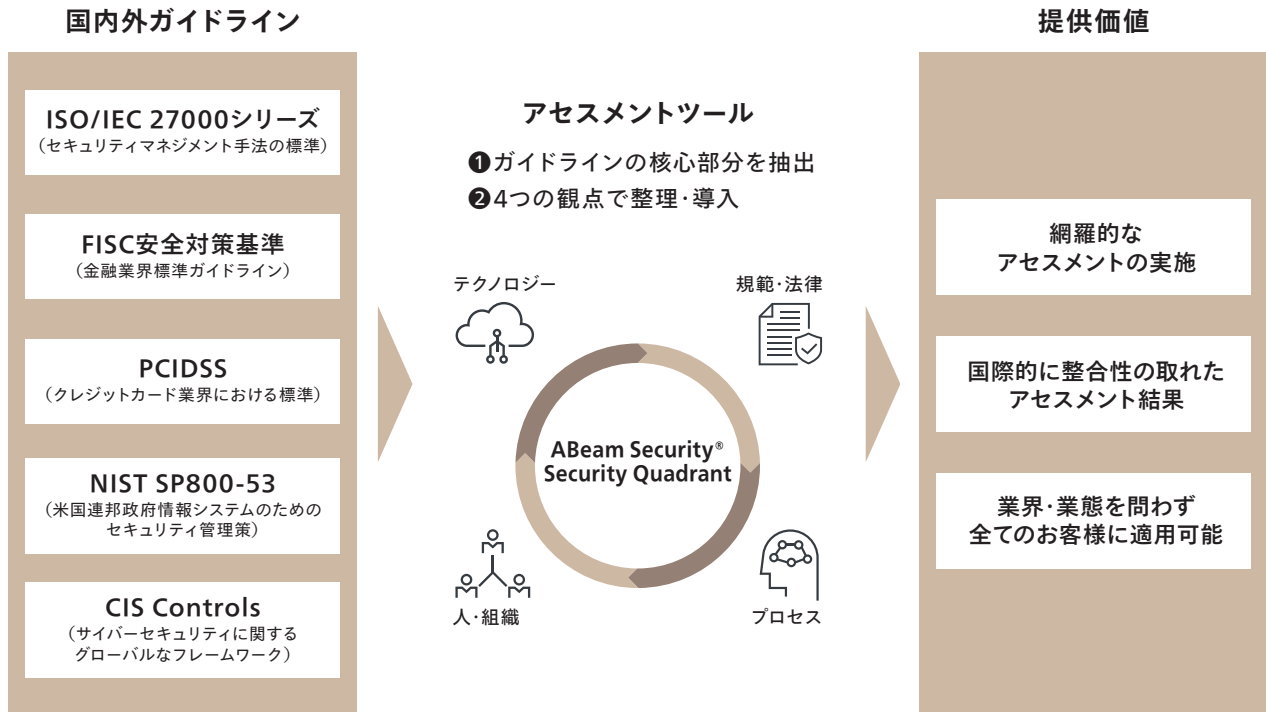 国内外ガイドライン
ISO/IEC 27000シリーズ
（セキュリティマネジメント手法の標準）
FISC安全対策基準
（金融業界標準ガイドライン）
PCIDSS
（クレジットカード業界における標準）
NIST SP800-53
（米国連邦政府情報システムのための
セキュリティ管理策）
CIS Controls
（サイバーセキュリティに関する
グローバルなフレームワーク）
アセスメントツール
❶ガイドラインの核心部分を抽出
❷4つの観点で整理・導入
テクノロジー
規範・法律
ABeam Security®
Security Quadrant
人・組織
プロセス
提供価値
網羅的な
アセスメントの実施
国際的に整合性の取れた
アセスメント結果
業界・業態を問わず
全てのお客様に適用可能